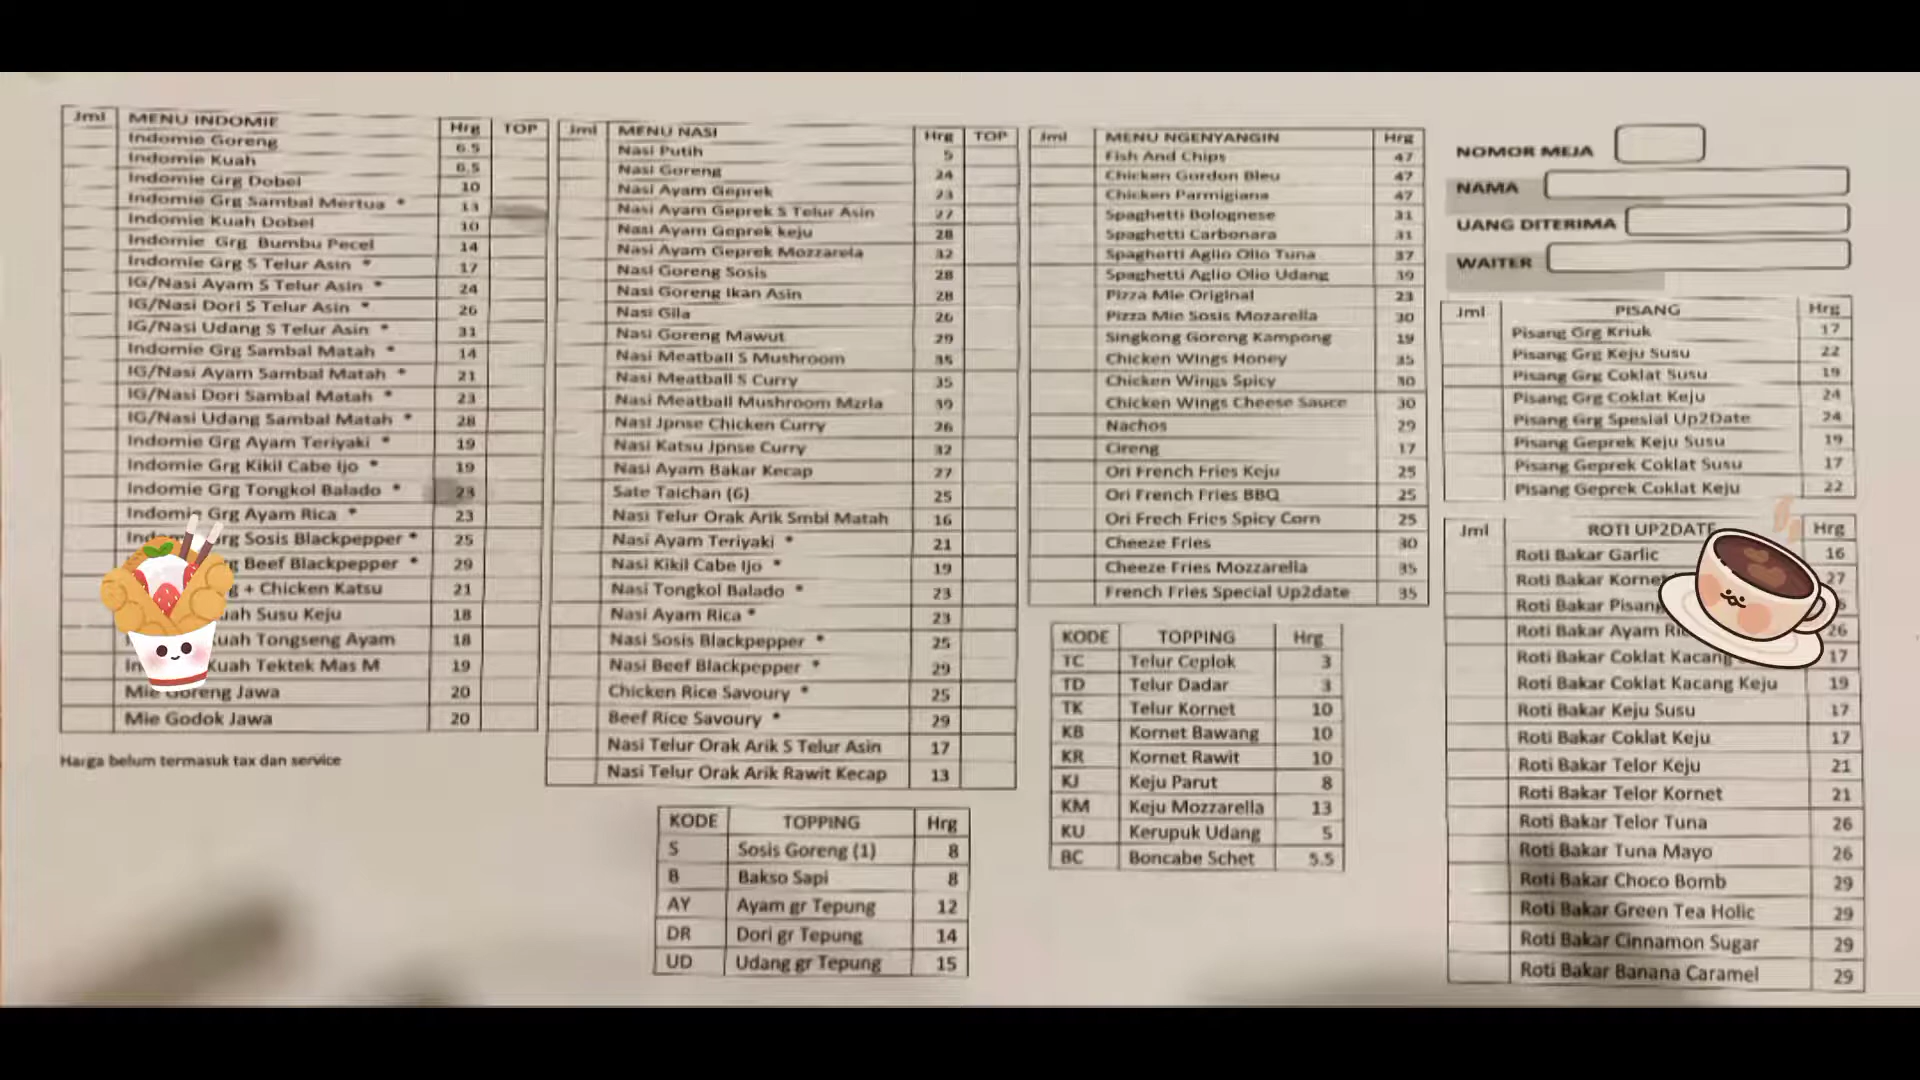 Jml MENU INDOMIE Hrg TOP
Indomie Goreng 6.5
Indomie Kuah 6.5
Indomie Grg Dobel 10
Indomie Grg Sambal Mertua * 13
Indomie Kuah Dobel 10
Indomie Grg Bumbu Pecel 14
Indomie Grg S Telur Asin * 17
IG/Nasi Ayam S Telur Asin * 24
IG/Nasi Dori S Telur Asin * 26
IG/Nasi Udang S Telur Asin * 31
Indomie Grg Sambal Matah * 14
IG/Nasi Ayam Sambal Matah * 21
IG/Nasi Dori Sambal Matah * 23
IG/Nasi Udang Sambal Matah * 28
Indomie Grg Ayam Teriyaki * 19
Indomie Grg Kikil Cabe Ijo * 19
Indomie Grg Tongkol Balado * 23
Indomie Grg Ayam Rica * 23
rg Sosis Blackpepper * 25
g Beef Blackpepper * 29
+ Chicken Katsu 21
uah Susu Keju 18
Kuah Tongseng Ayam 18
Kuah Tektek Mas M 19
Mie Goreng Jawa 20
Mie Godok Jawa 20
Harga belum termasuk tax dan service
Jml MENU NASI Hrg TOP
Nasi Putih 5
Nasi Goreng 24
Nasi Ayam Geprek 23
Nasi Ayam Geprek S Telur Asin 27
Nasi Ayam Geprek keju 28
Nasi Ayam Geprek Mozzarela 32
Nasi Goreng Sosis 28
Nasi Goreng Ikan Asin 28
Nasi Gila 26
Nasi Goreng Mawut 29
Nasi Meatball S Mushroom 35
Nasi Meatball S Curry 35
Nasi Meatball Mushroom Mzrla 39
Nasi Jpnse Chicken Curry 26
Nasi Katsu Jpnse Curry 32
Nasi Ayam Bakar Kecap 27
Sate Taichan (6) 25
Nasi Telur Orak Arik Smbl Matah 16
Nasi Ayam Teriyaki * 21
Nasi Kikil Cabe Ijo * 19
Nasi Tongkol Balado * 23
Nasi Ayam Rica * 23
Nasi Sosis Blackpepper * 25
Nasi Beef Blackpepper * 29
Chicken Rice Savoury * 25
Beef Rice Savoury * 29
Nasi Telur Orak Arik S Telur Asin 17
Nasi Telur Orak Arik Rawit Kecap 13
KODE TOPPING Hrg
S Sosis Goreng (1) 8
B Bakso Sapi 8
AY Ayam gr Tepung 12
DR Dori gr Tepung 14
UD Udang gr Tepung 15
Jml MENU NGENYANGIN Hrg
Fish And Chips 47
Chicken Gordon Bleu 47
Chicken Parmigiana 47
Spaghetti Bolognese 31
Spaghetti Carbonara 31
Spaghetti Aglio Olio Tuna 37
Spaghetti Aglio Olio Udang 39
Pizza Mie Original 23
Pizza Mie Sosis Mozarella 30
Singkong Goreng Kampong 19
Chicken Wings Honey 35
Chicken Wings Spicy 30
Chicken Wings Cheese Sauce 30
Nachos 29
Cireng 17
Ori French Fries Keju 25
Ori French Fries BBQ 25
Ori Frech Fries Spicy Corn 25
Cheeze Fries 30
Cheeze Fries Mozzarella 35
French Fries Special Up2date 35
KODE TOPPING Hrg
TC Telur Ceplok 3
TD Telur Dadar 3
TK Telur Kornet 10
KB Kornet Bawang 10
KR Kornet Rawit 10
KJ Keju Parut 8
KM Keju Mozzarella 13
KU Kerupuk Udang 5
BC Boncabe Schet 5.5
NOMOR MEJA
NAMA
UANG DITERIMA
WAITER
Jml PISANG Hrg
Pisang Grg Kriuk 17
Pisang Grg Keju Susu 22
Pisang Grg Coklat Susu 19
Pisang Grg Coklat Keju 24
Pisang Grg Spesial Up2Date 24
Pisang Geprek Keju Susu 19
Pisang Geprek Coklat Susu 17
Pisang Geprek Coklat Keju 22
Jml ROTI UP2DATE Hrg
Roti Bakar Garlic 16
Roti Bakar Kornet 27
Roti Bakar Pisang
Roti Bakar Ayam Ri 26
Roti Bakar Coklat Kacang 17
Roti Bakar Coklat Kacang Keju 19
Roti Bakar Keju Susu 17
Roti Bakar Coklat Keju 17
Roti Bakar Telor Keju 21
Roti Bakar Telor Kornet 21
Roti Bakar Telor Tuna 26
Roti Bakar Tuna Mayo 26
Roti Bakar Choco Bomb 29
Roti Bakar Green Tea Holic 29
Roti Bakar Cinnamon Sugar 29
Roti Bakar Banana Caramel 29